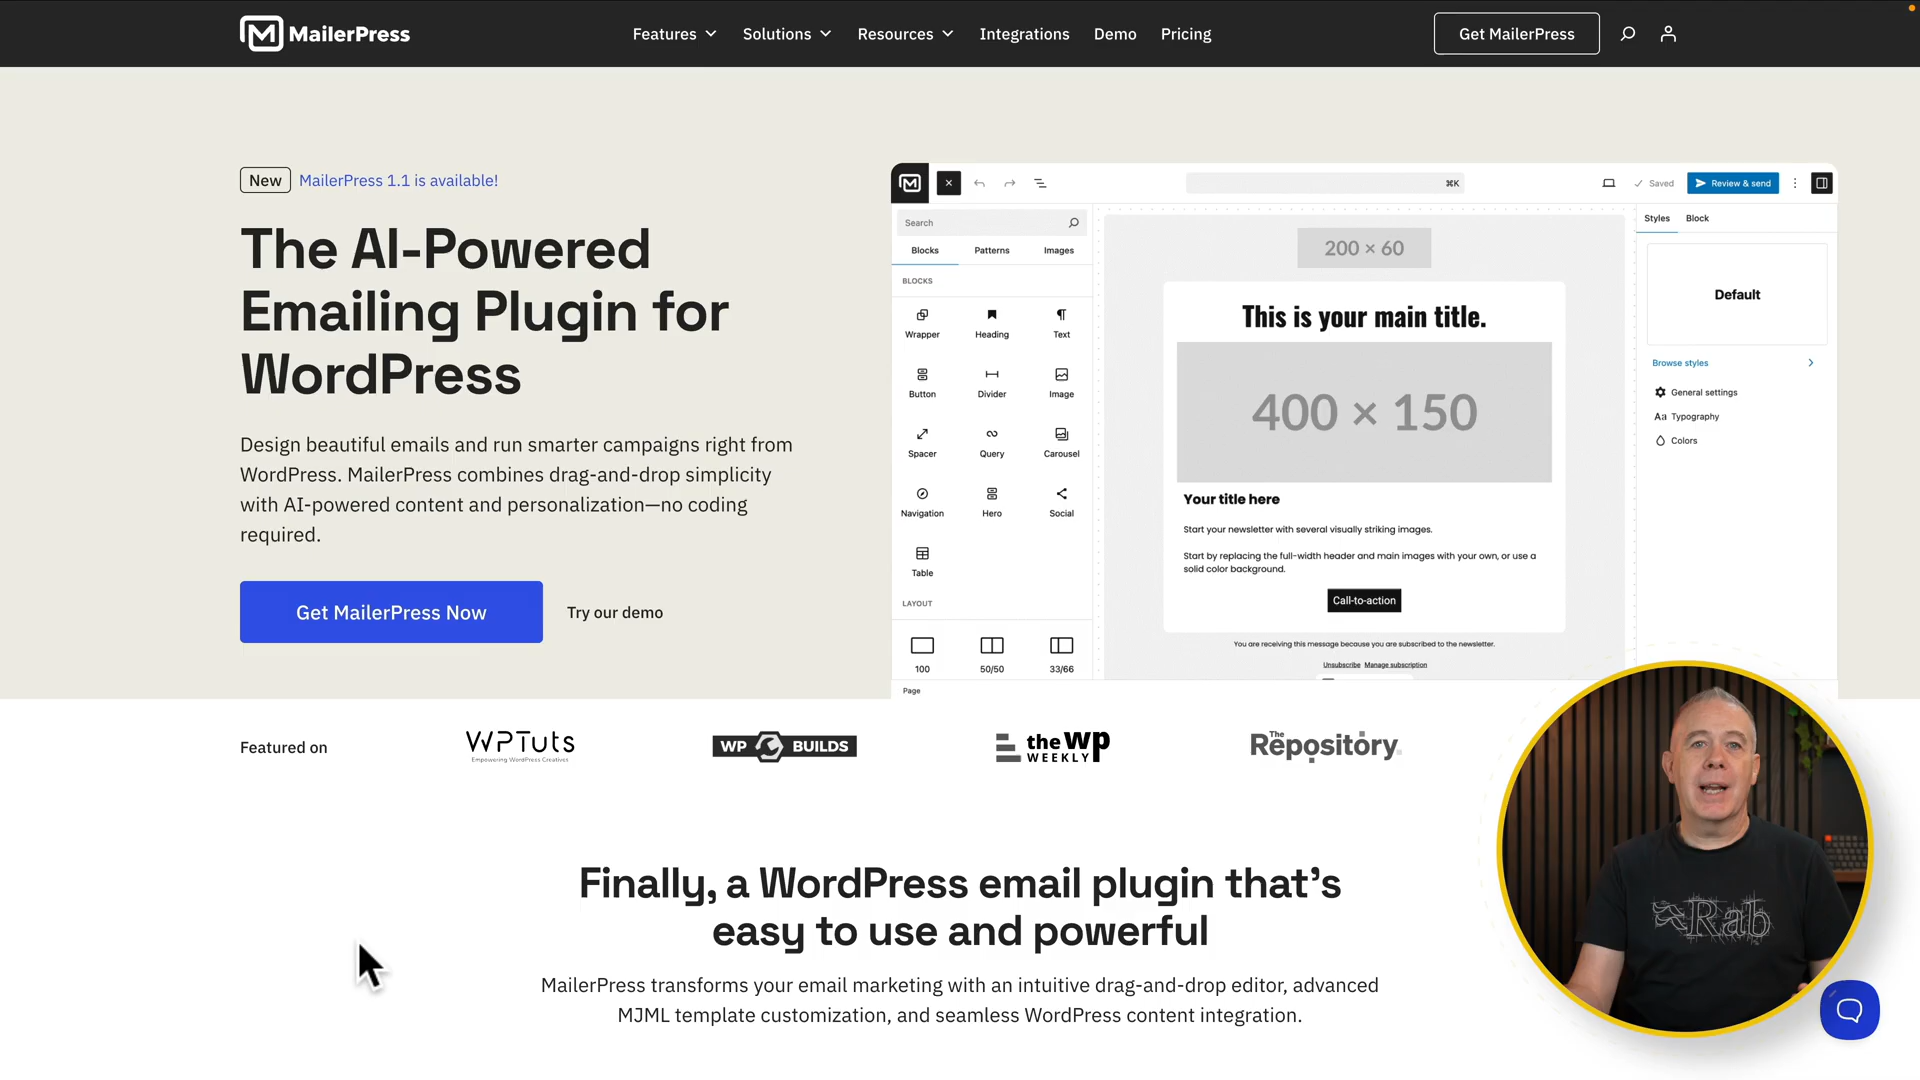 MailerPress
Features
Solutions
Resources
Integrations
Demo
Pricing
Get MailerPress
New
MailerPress 1.1 is available!
The AI-Powered
Emailing Plugin for
WordPress
Design beautiful emails and run smarter campaigns right from
WordPress. MailerPress combines drag-and-drop simplicity
with AI-powered content and personalization—no coding
required.
Get MailerPress Now
Try our demo
⌘K
Saved
Review & send
Search
Blocks
Patterns
Images
BLOCKS
Wrapper
Heading
Text
Button
Divider
Image
Spacer
Query
Carousel
Navigation
Hero
Social
Table
LAYOUT
100
50/50
33/66
Page
200 × 60
This is your main title.
400 × 150
Your title here
Start your newsletter with several visually striking images.
Start by replacing the full-width header and main images with your own, or use a
solid color background.
Call-to-action
You are receiving this message because you are subscribed to the newsletter.
Unsubscribe Manage subscription
Styles
Block
Default
Browse styles
General settings
Aa Typography
Colors
Featured on
WPTuts
Empowering WordPress Creatives
WP BUILDS
the wp
WEEKLY
The
Repository.
Finally, a WordPress email plugin that's
easy to use and powerful
MailerPress transforms your email marketing with an intuitive drag-and-drop editor, advanced
MJML template customization, and seamless WordPress content integration.
Rab